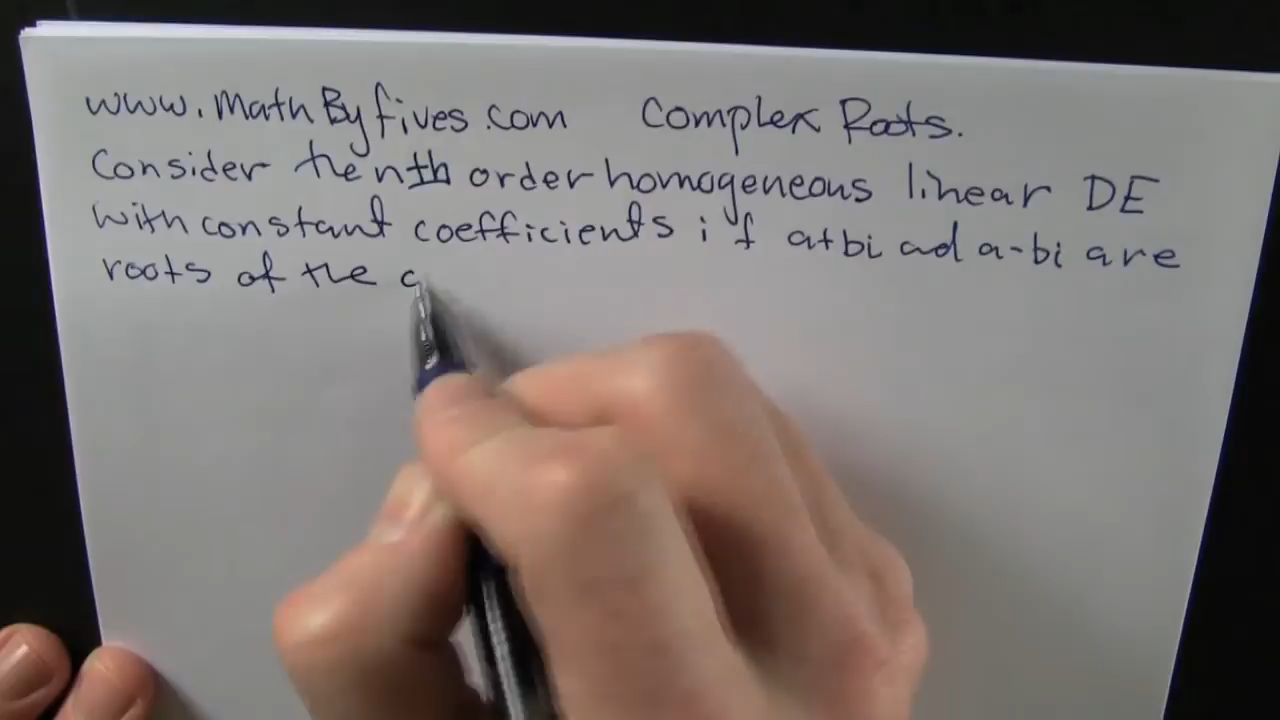 www.MathByfives.com Complex Roots.
Consider the nth order homogeneous linear DE
with constant coefficients if a+bi ad a-bi are
roots of the c